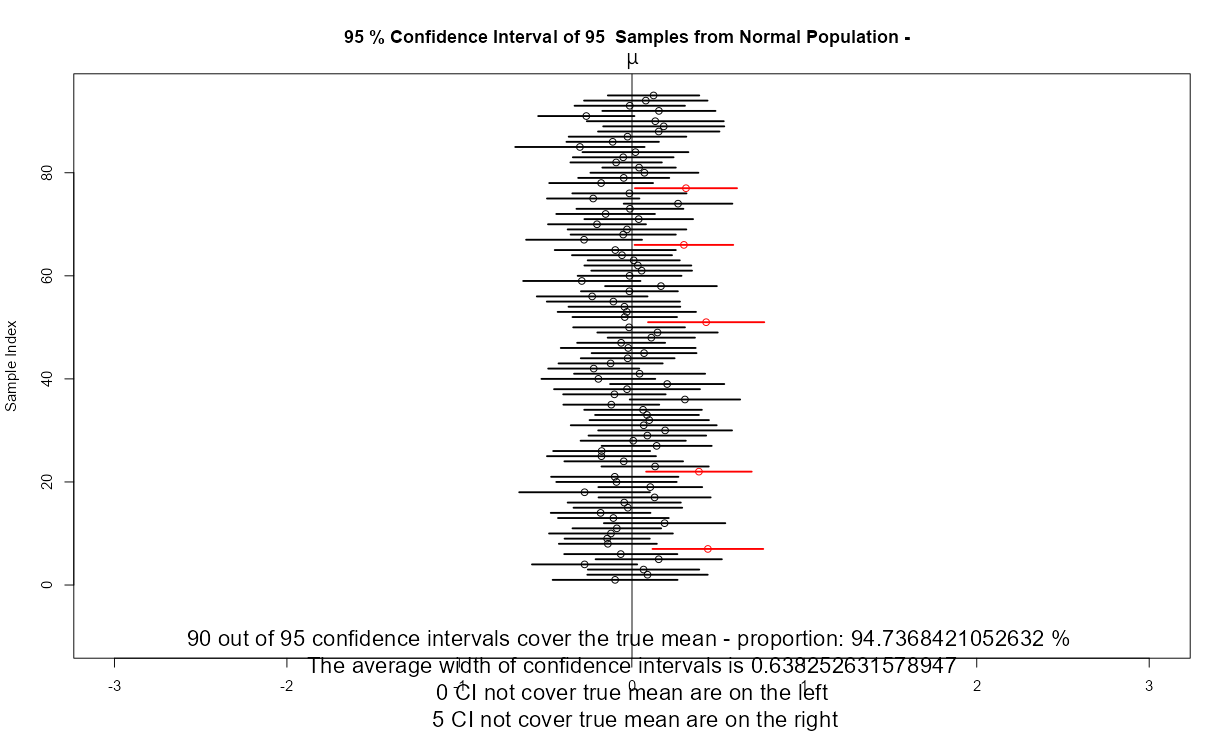 95 % Confidence Interval of 95  Samples from Normal Population -
μ
Sample Index
80
60
40
20
0
90 out of 95 confidence intervals cover the true mean - proportion: 94.7368421052632 %
The average width of confidence intervals is 0.638252631578947
-3 -2 -1 0 1 2 3
0 CI not cover true mean are on the left
5 CI not cover true mean are on the right